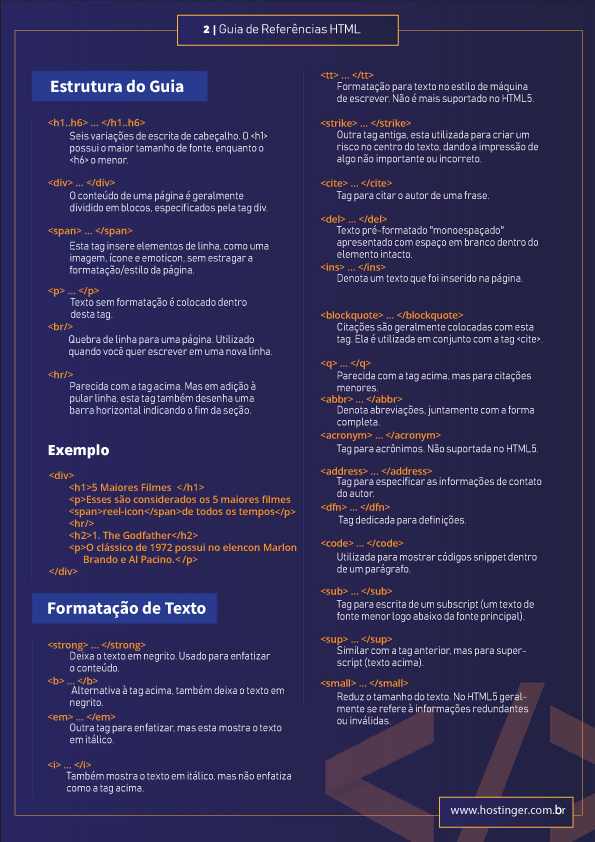 2 | Guia de Referências HTML
Estrutura do Guia
<h1..h6> ... </h1..h6>
Seis variações de escrita de cabeçalho. O <h1>
possui o maior tamanho de fonte, enquanto o
<h6> o menor.
<div> ... </div>
O conteúdo de uma página é geralmente
dividido em blocos, especificados pela tag div.
<span> ... </span>
Esta tag insere elementos de linha, como uma
imagem, ícone e emoticon, sem estragar a
formatação/estilo da página.
<p> ... </p>
Texto sem formatação é colocado dentro
desta tag.
<br/>
Quebra de linha para uma página. Utilizado
quando você quer escrever em uma nova linha.
<hr/>
Parecida com a tag acima. Mas em adição à
pular linha, esta tag também desenha uma
barra horizontal indicando o fim da seção.
Exemplo
<div>
<h1>5 Maiores Filmes </h1>
<p>Esses são considerados os 5 maiores filmes
<span>reel-icon</span>de todos os tempos</p>
<hr/>
<h2>1. The Godfather</h2>
<p>O clássico de 1972 possui no elencon Marlon
Brando e Al Pacino.</p>
</div>
Formatação de Texto
<strong> ... </strong>
Deixa o texto em negrito. Usado para enfatizar
o conteúdo.
<b> ... </b>
Alternativa à tag acima, também deixa o texto em
negrito.
<em> ... </em>
Outra tag para enfatizar, mas esta mostra o texto
em itálico.
<i> ... </i>
Também mostra o texto em itálico, mas não enfatiza
como a tag acima.
<tt> ... </tt>
Formatação para texto no estilo de máquina
de escrever. Não é mais suportado no HTML5.
<strike> ... </strike>
Outra tag antiga, esta utilizada para criar um
risco no centro do texto, dando a impressão de
algo não importante ou incorreto.
<cite> ... </cite>
Tag para citar o autor de uma frase.
<del> ... </del>
Texto pré-formatado "monoespaçado"
apresentado com espaço em branco dentro do
elemento intacto.
<ins> ... </ins>
Denota um texto que foi inserido na página.
<blockquote> ... </blockquote>
Citações são geralmente colocadas com esta
tag. Ela é utilizada em conjunto com a tag <cite>.
<q> ... </q>
Parecida com a tag acima, mas para citações
menores.
<abbr> ... </abbr>
Denota abreviações, juntamente com a forma
completa.
<acronym> ... </acronym>
Tag para acrônimos. Não suportada no HTML5.
<address> ... </address>
Tag para especificar as informações de contato
do autor.
<dfn> ... </dfn>
Tag dedicada para definições.
<code> ... </code>
Utilizada para mostrar códigos snippet dentro
de um parágrafo.
<sub> ... </sub>
Tag para escrita de um subscript (um texto de
fonte menor logo abaixo da fonte principal).
<sup> ... </sup>
Similar com a tag anterior, mas para super-
script (texto acima).
<small> ... </small>
Reduz o tamanho do texto. No HTML5 geral-
mente se refere à informações redundantes
ou inválidas.
www.hostinger.com.br